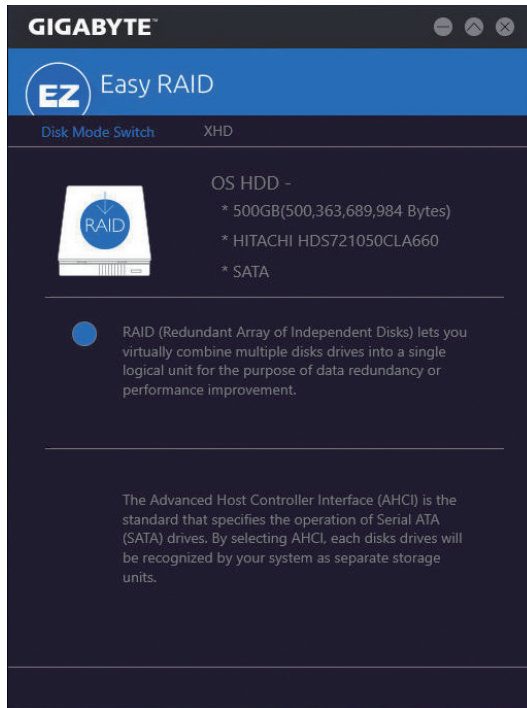 GIGABYTE™
EZ Easy RAID
Disk Mode Switch XHD
OS HDD -
RAID
* 500GB(500,363,689,984 Bytes)
* HITACHI HDS721050CLA660
* SATA
RAID (Redundant Array of Independent Disks) lets you
virtually combine multiple disks drives into a single
logical unit for the purpose of data redundancy or
performance improvement.
The Advanced Host Controller Interface (AHCI) is the
standard that specifies the operation of Serial ATA
(SATA) drives. By selecting AHCI, each disks drives will
be recognized by your system as separate storage
units.